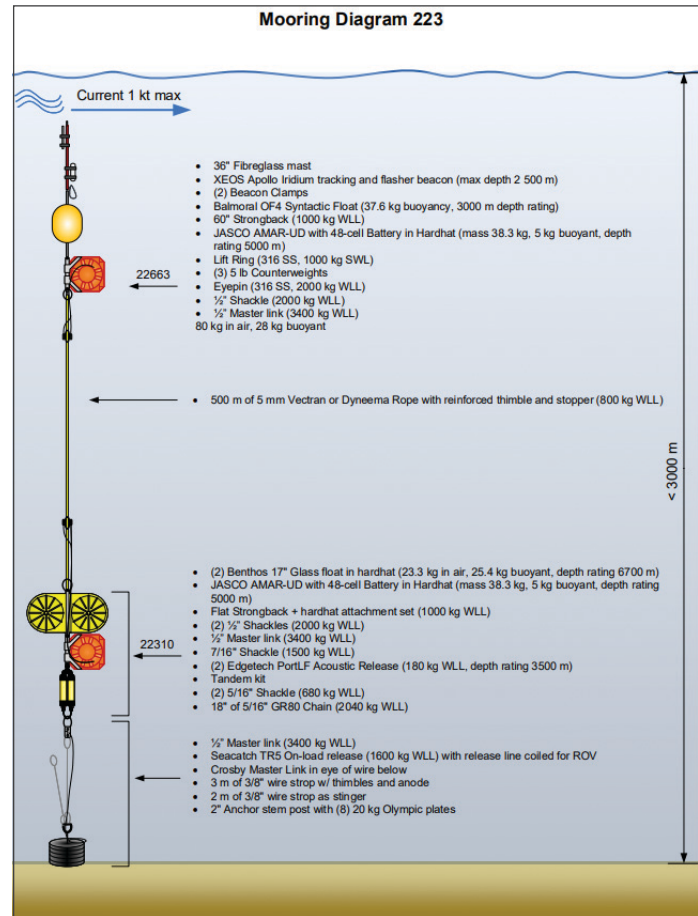 Mooring Diagram 223
Current 1 kt max
• 36" Fibreglass mast
• XEOS Apollo Iridium tracking and flasher beacon (max depth 2 500 m)
• (2) Beacon Clamps
• Balmoral OF4 Syntactic Float (37.6 kg buoyancy, 3000 m depth rating)
• 60" Strongback (1000 kg WLL)
• JASCO AMAR-UD with 48-cell Battery in Hardhat (mass 38.3 kg, 5 kg buoyant, depth
rating 5000 m)
• Lift Ring (316 SS, 1000 kg SWL)
• (3) 5 lb Counterweights
• Eyepin (316 SS, 2000 kg WLL)
• ½" Shackle (2000 kg WLL)
• ½" Master link (3400 kg WLL)
80 kg in air, 28 kg buoyant
22663
• 500 m of 5 mm Vectran or Dyneema Rope with reinforced thimble and stopper (800 kg WLL)
< 3000 m
• (2) Benthos 17" Glass float in hardhat (23.3 kg in air, 25.4 kg buoyant, depth rating 6700 m)
• JASCO AMAR-UD with 48-cell Battery in Hardhat (mass 38.3 kg, 5 kg buoyant, depth rating
5000 m)
• Flat Strongback + hardhat attachment set (1000 kg WLL)
• (2) ½" Shackles (2000 kg WLL)
• ½" Master link (3400 kg WLL)
• 7/16" Shackle (1500 kg WLL)
• (2) Edgetech PortLF Acoustic Release (180 kg WLL, depth rating 3500 m)
• Tandem kit
• (2) 5/16" Shackle (680 kg WLL)
• 18" of 5/16" GR80 Chain (2040 kg WLL)
22310
• ½" Master link (3400 kg WLL)
• Seacatch TR5 On-load release (1600 kg WLL) with release line coiled for ROV
• Crosby Master Link in eye of wire below
• 3 m of 3/8" wire strop w/ thimbles and anode
• 2 m of 3/8" wire strop as stinger
• 2" Anchor stem post with (8) 20 kg Olympic plates